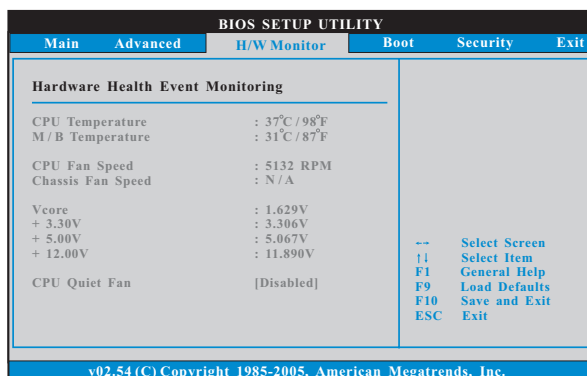 BIOS SETUP UTILITY
Main Advanced H/W Monitor Boot Security Exit
Hardware Health Event Monitoring
CPU Temperature : 37°C / 98°F
M / B Temperature : 31°C / 87°F
CPU Fan Speed : 5132 RPM
Chassis Fan Speed : N / A
Vcore : 1.629V
+ 3.30V : 3.306V
+ 5.00V : 5.067V
+ 12.00V : 11.890V
CPU Quiet Fan [Disabled]
←→ Select Screen
↑↓ Select Item
F1 General Help
F9 Load Defaults
F10 Save and Exit
ESC Exit
v02.54 (C) Copyright 1985-2005, American Megatrends, Inc.